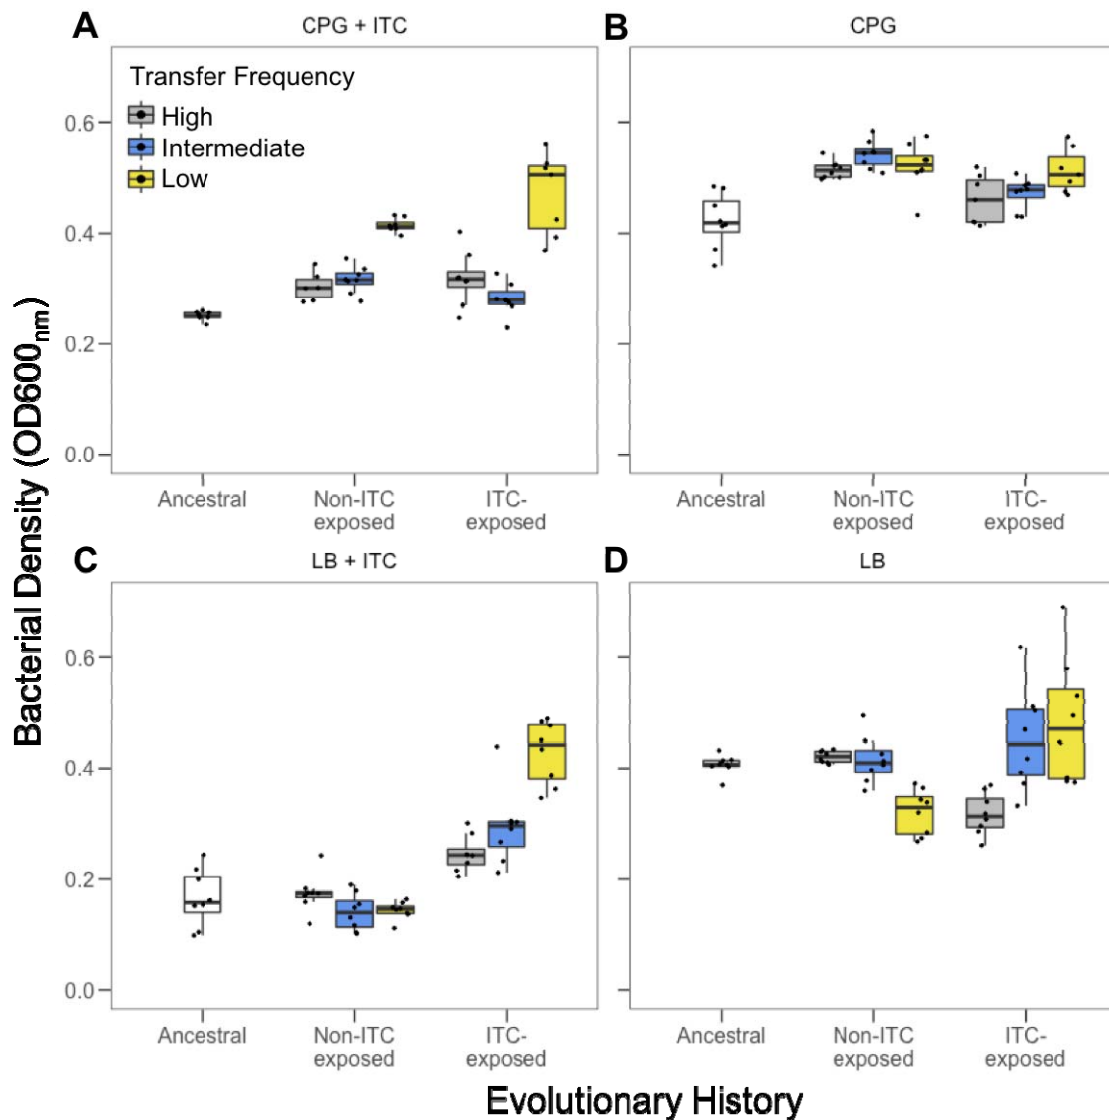 A
CPG + ITC
B
CPG
Transfer Frequency
High
Intermediate
Low
0.6
0.4
0.2
0.0
Ancestral
Non-ITC
exposed
ITC-
exposed
Ancestral
Non-ITC
exposed
ITC-
exposed
C
LB + ITC
D
LB
0.6
0.4
0.2
0.0
Ancestral
Non-ITC
exposed
ITC-
exposed
Ancestral
Non-ITC
exposed
ITC-
exposed
Bacterial Density (OD600nm)
Evolutionary History